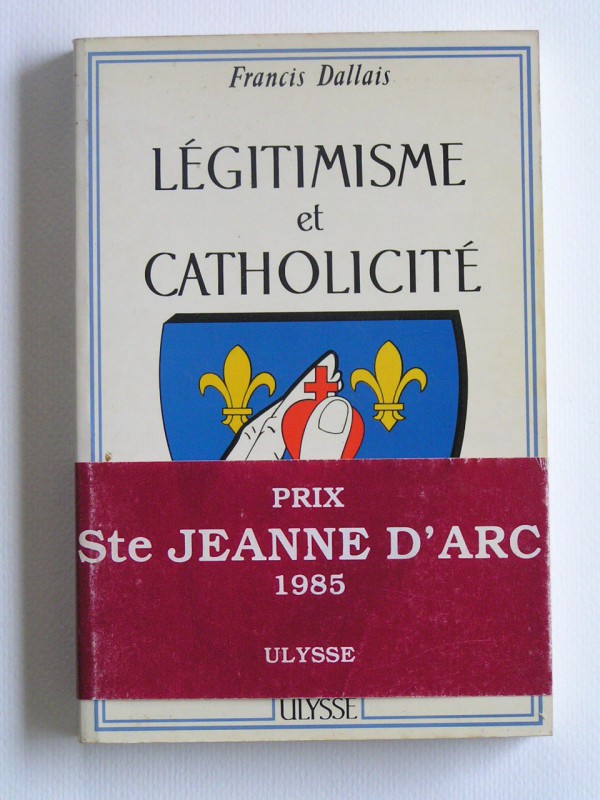 Francis Dallais
LÉGITIMISME
et
CATHOLICITÉ
PRIX
Ste JEANNE D'ARC
1985
ULYSSE
ULYSSE